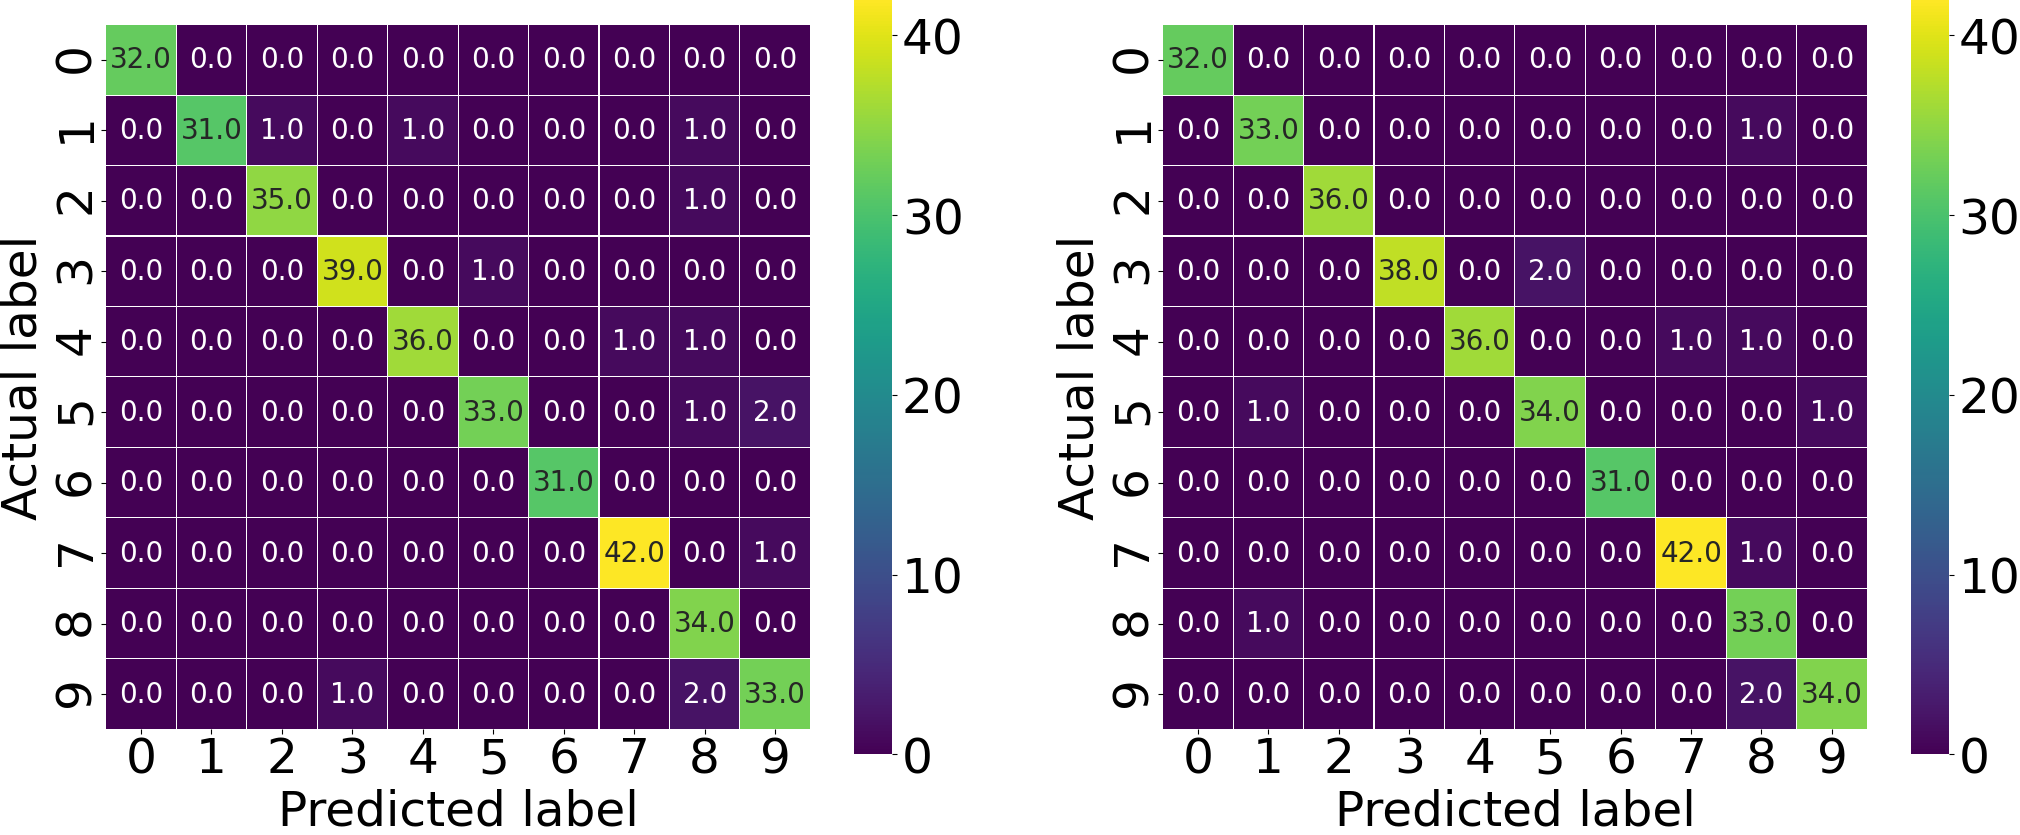 Actual label
0 32.0 0.0 0.0 0.0 0.0 0.0 0.0 0.0 0.0 0.0
1 0.0 31.0 1.0 0.0 1.0 0.0 0.0 0.0 1.0 0.0
2 0.0 0.0 35.0 0.0 0.0 0.0 0.0 0.0 1.0 0.0
3 0.0 0.0 0.0 39.0 0.0 1.0 0.0 0.0 0.0 0.0
4 0.0 0.0 0.0 0.0 36.0 0.0 0.0 1.0 1.0 0.0
5 0.0 0.0 0.0 0.0 0.0 33.0 0.0 0.0 1.0 2.0
6 0.0 0.0 0.0 0.0 0.0 0.0 31.0 0.0 0.0 0.0
7 0.0 0.0 0.0 0.0 0.0 0.0 0.0 42.0 0.0 1.0
8 0.0 0.0 0.0 0.0 0.0 0.0 0.0 0.0 34.0 0.0
9 0.0 0.0 0.0 1.0 0.0 0.0 0.0 0.0 2.0 33.0
0 1 2 3 4 5 6 7 8 9
Predicted label
40
30
20
10
0
Actual label
0 32.0 0.0 0.0 0.0 0.0 0.0 0.0 0.0 0.0 0.0
1 0.0 33.0 0.0 0.0 0.0 0.0 0.0 0.0 1.0 0.0
2 0.0 0.0 36.0 0.0 0.0 0.0 0.0 0.0 0.0 0.0
3 0.0 0.0 0.0 38.0 0.0 2.0 0.0 0.0 0.0 0.0
4 0.0 0.0 0.0 0.0 36.0 0.0 0.0 1.0 1.0 0.0
5 0.0 1.0 0.0 0.0 0.0 34.0 0.0 0.0 0.0 1.0
6 0.0 0.0 0.0 0.0 0.0 0.0 31.0 0.0 0.0 0.0
7 0.0 0.0 0.0 0.0 0.0 0.0 0.0 42.0 1.0 0.0
8 0.0 1.0 0.0 0.0 0.0 0.0 0.0 0.0 33.0 0.0
9 0.0 0.0 0.0 0.0 0.0 0.0 0.0 0.0 2.0 34.0
0 1 2 3 4 5 6 7 8 9
Predicted label
40
30
20
10
0